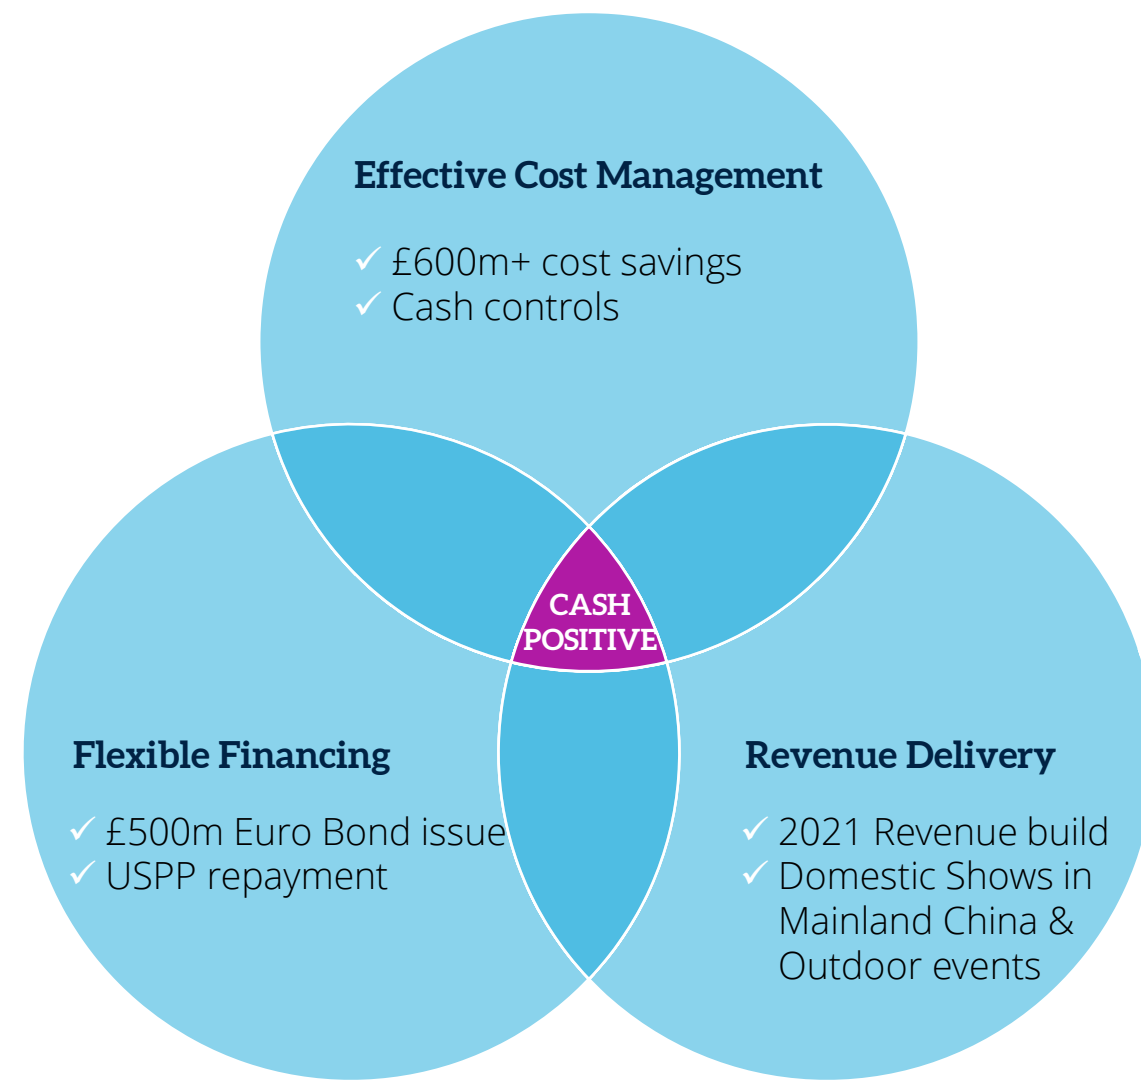 Effective Cost Management
✓ £600m+ cost savings
✓ Cash controls
CASH
POSITIVE
Flexible Financing
✓ £500m Euro Bond issue
✓ USPP repayment
Revenue Delivery
✓ 2021 Revenue build
✓ Domestic Shows in
Mainland China &
Outdoor events